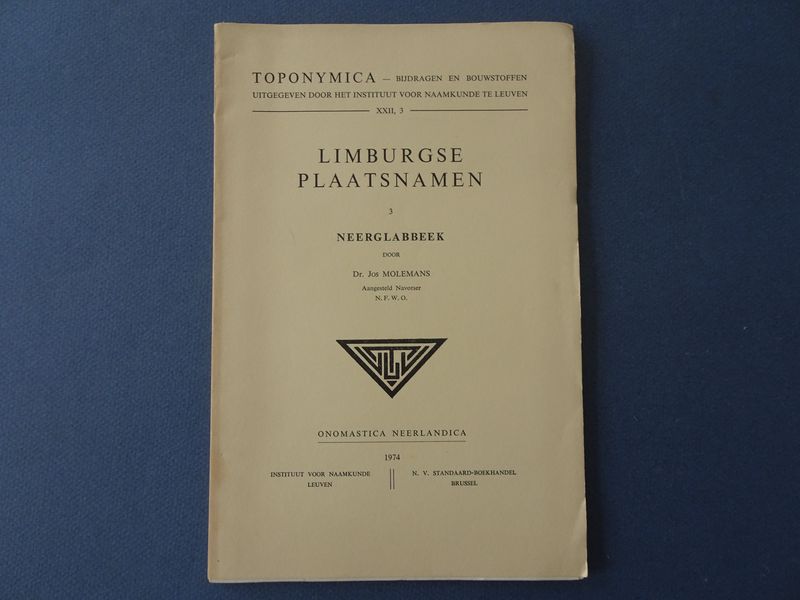 TOPONYMICA — BIJDRAGEN EN BOUWSTOFFEN
UITGEGEVEN DOOR HET INSTITUUT VOOR NAAMKUNDE TE LEUVEN
XXII, 3
LIMBURGSE
PLAATSNAMEN
3
NEERGLABBEEK
DOOR
Dr. Jos MOLEMANS
Aangesteld Navorser
N. F. W. O.
ONOMASTICA NEERLANDICA
1974
INSTITUUT VOOR NAAMKUNDE
LEUVEN
N. V. STANDAARD-BOEKHANDEL
BRUSSEL